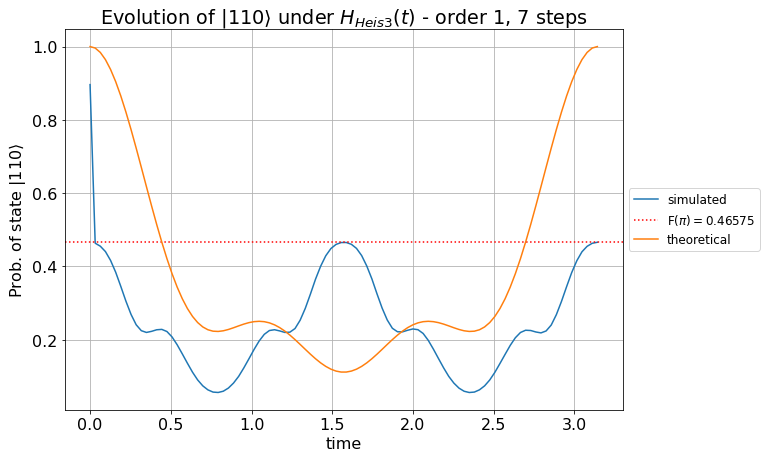 Evolution of |110⟩ under H_{Heis3}(t) - order 1, 7 steps
Prob. of state |110⟩
1.0
0.8
0.6
0.4
0.2
0.0 0.5 1.0 1.5 2.0 2.5 3.0
time
simulated
F(π) = 0.46575
theoretical